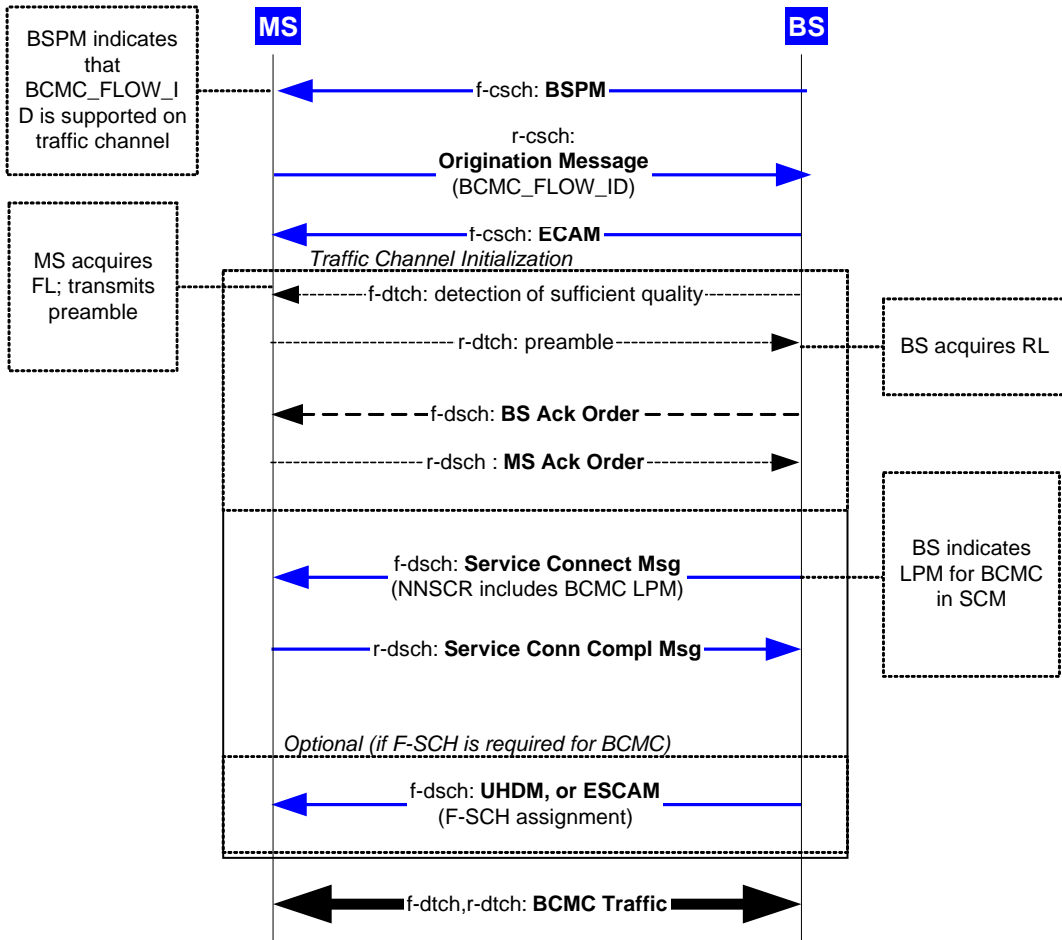 MS
BS
BSPM indicates
that
BCMC_FLOW_I
D is supported on
traffic channel
f-csch: BSPM
r-csch:
Origination Message
(BCMC_FLOW_ID)
f-csch: ECAM
Traffic Channel Initialization
MS acquires
FL; transmits
preamble
f-dtch: detection of sufficient quality
r-dtch: preamble
BS acquires RL
f-dsch: BS Ack Order
r-dsch : MS Ack Order
f-dsch: Service Connect Msg
(NNSCR includes BCMC LPM)
BS indicates
LPM for BCMC
in SCM
r-dsch: Service Conn Compl Msg
Optional (if F-SCH is required for BCMC)
f-dsch: UHDM, or ESCAM
(F-SCH assignment)
f-dtch,r-dtch: BCMC Traffic